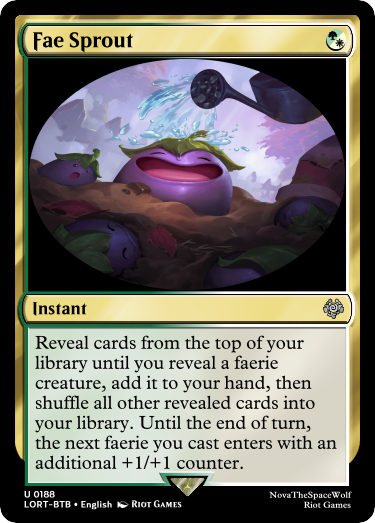 Fae Sprout
Instant
Reveal cards from the top of your
library until you reveal a faerie
creature, add it to your hand, then
shuffle all other revealed cards into
your library. Until the end of turn,
the next faerie you cast enters with an
additional +1/+1 counter.
U 0188
LORT-BTB • English RIOT GAMES
NovaTheSpaceWolf
Riot Games